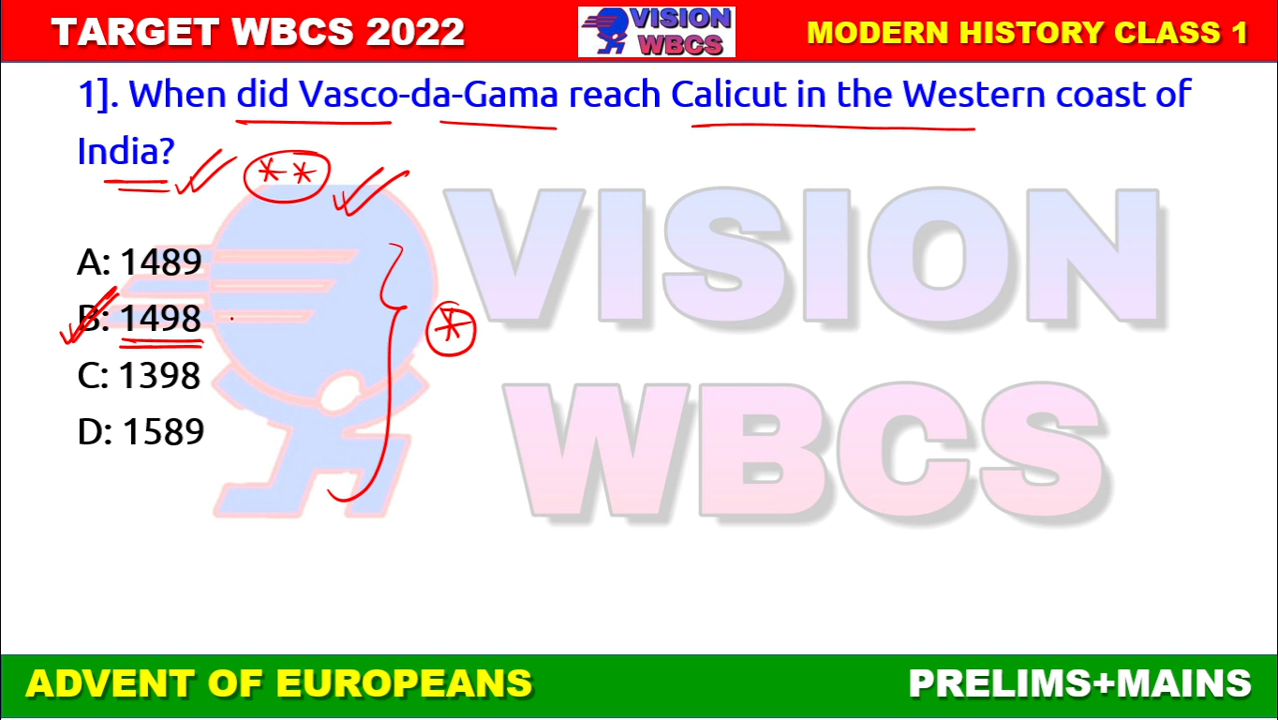 TARGET WBCS 2022
VISION
WBCS
MODERN HISTORY CLASS 1
1]. When did Vasco-da-Gama reach Calicut in the Western coast of
India?
**
A: 1489
B: 1498
C: 1398
D: 1589
*
VISION
WBCS
ADVENT OF EUROPEANS
PRELIMS+MAINS